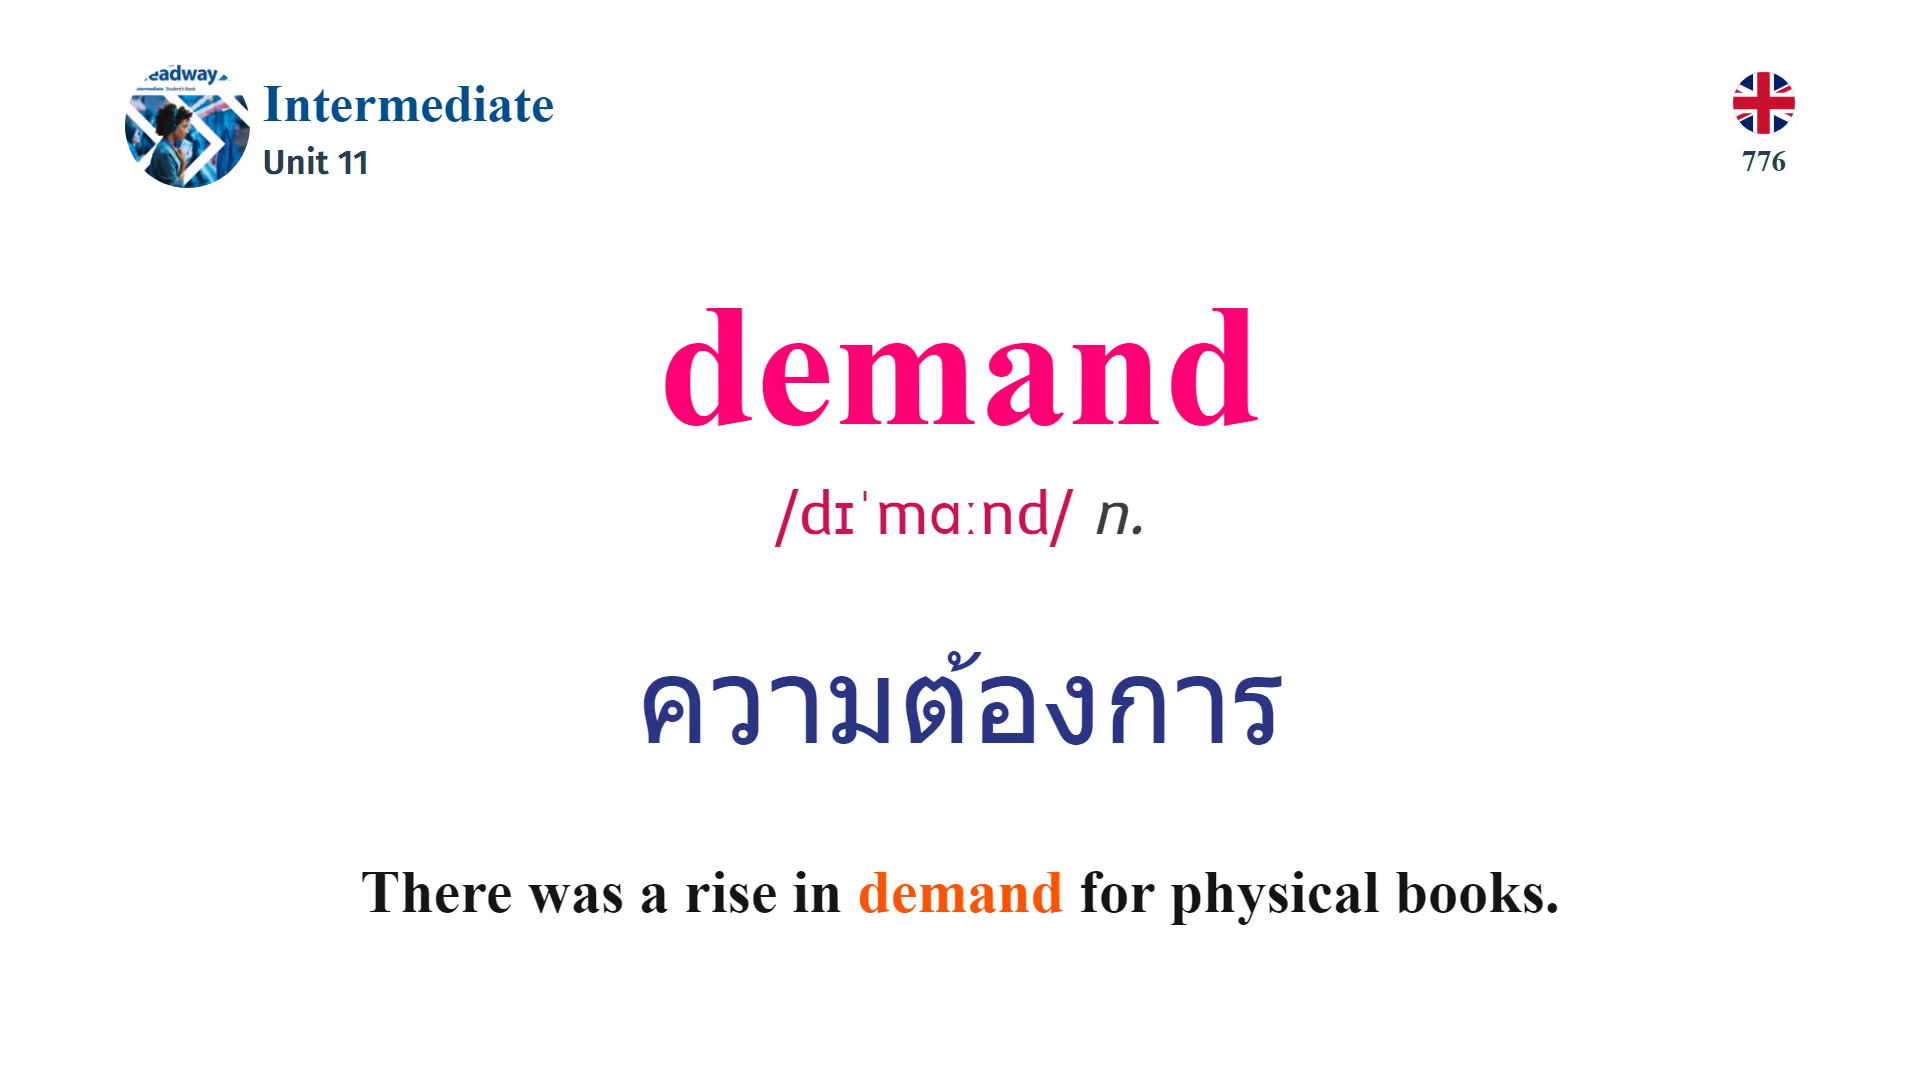 eadway
Intermediate
Unit 11
776
demand
/dɪˈmɑːnd/ n.
ความต้องการ
There was a rise in demand for physical books.